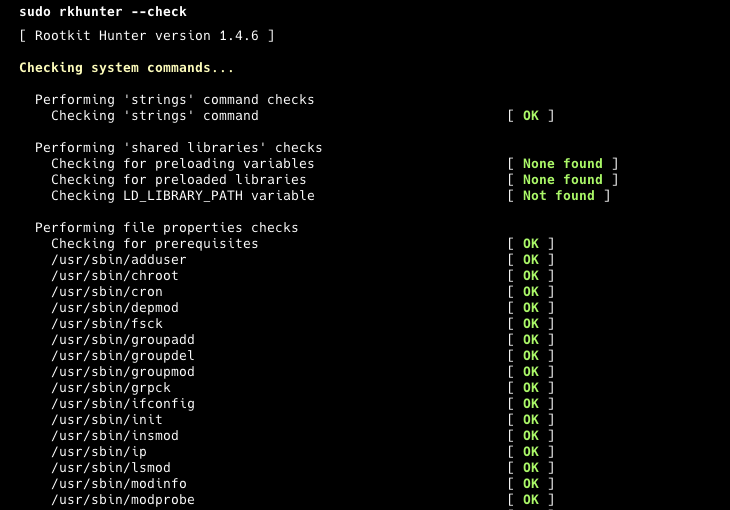 sudo rkhunter --check
[ Rootkit Hunter version 1.4.6 ]
Checking system commands...
Performing 'strings' command checks
Checking 'strings' command [ OK ]
Performing 'shared libraries' checks
Checking for preloading variables [ None found ]
Checking for preloaded libraries [ None found ]
Checking LD_LIBRARY_PATH variable [ Not found ]
Performing file properties checks
Checking for prerequisites [ OK ]
/usr/sbin/adduser [ OK ]
/usr/sbin/chroot [ OK ]
/usr/sbin/cron [ OK ]
/usr/sbin/depmod [ OK ]
/usr/sbin/fsck [ OK ]
/usr/sbin/groupadd [ OK ]
/usr/sbin/groupdel [ OK ]
/usr/sbin/groupmod [ OK ]
/usr/sbin/grpck [ OK ]
/usr/sbin/ifconfig [ OK ]
/usr/sbin/init [ OK ]
/usr/sbin/insmod [ OK ]
/usr/sbin/ip [ OK ]
/usr/sbin/lsmod [ OK ]
/usr/sbin/modinfo [ OK ]
/usr/sbin/modprobe [ OK ]